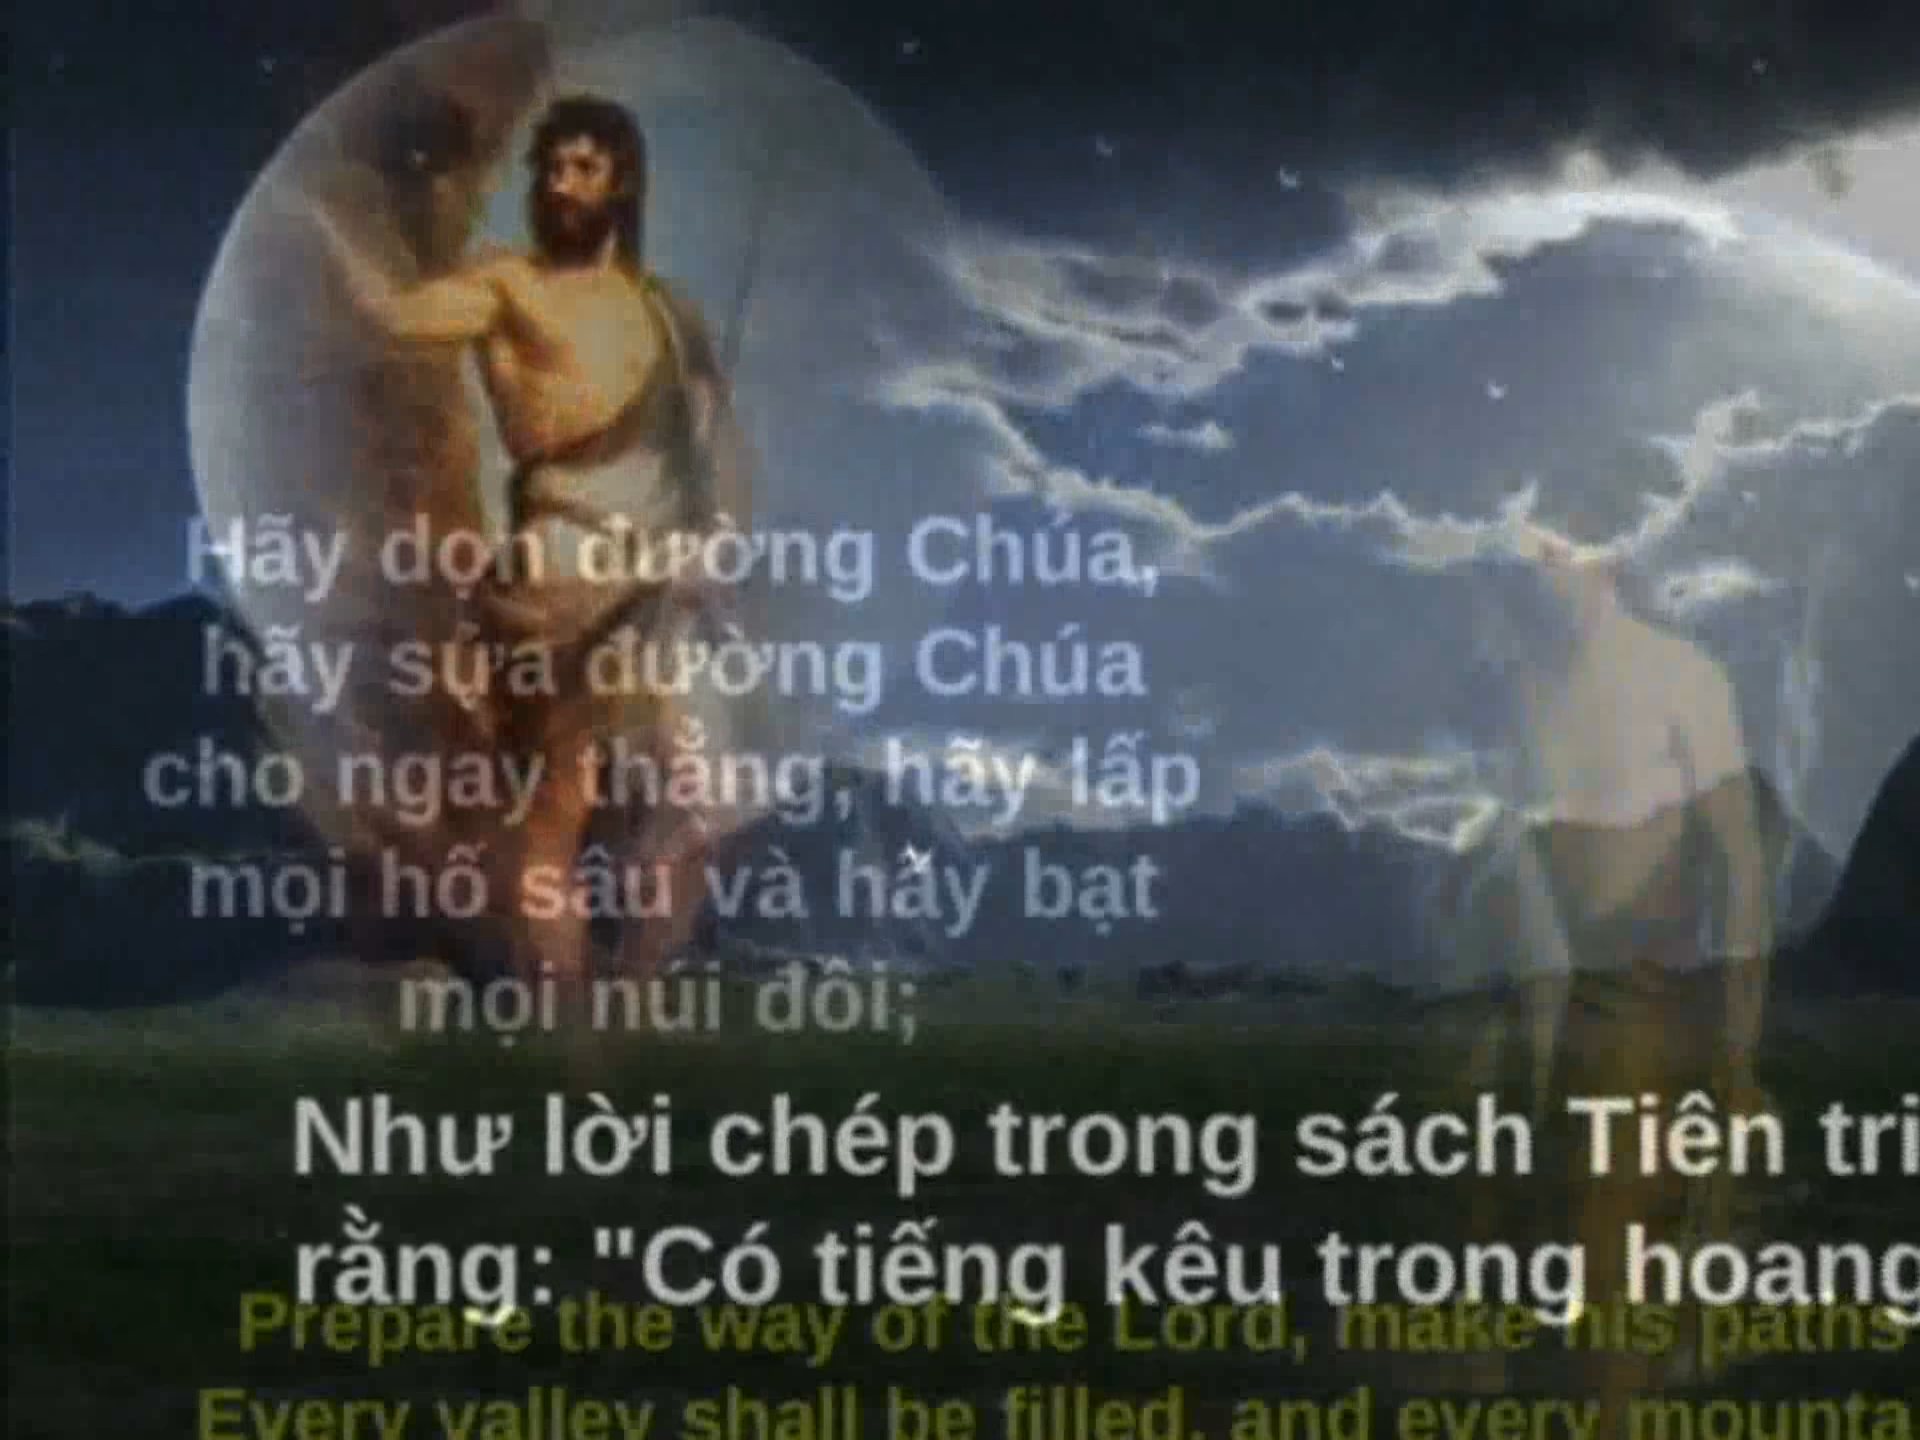 Hãy dọn đường Chúa,
hãy sửa đường Chúa
cho ngay thẳng, hãy lấp
mọi hố sâu và hãy bạt
mọi núi đồi;
Như lời chép trong sách Tiên tri
rằng: "Có tiếng kêu trong hoang
Prepare the way of the Lord, make his paths
Every valley shall be filled, and every mounta